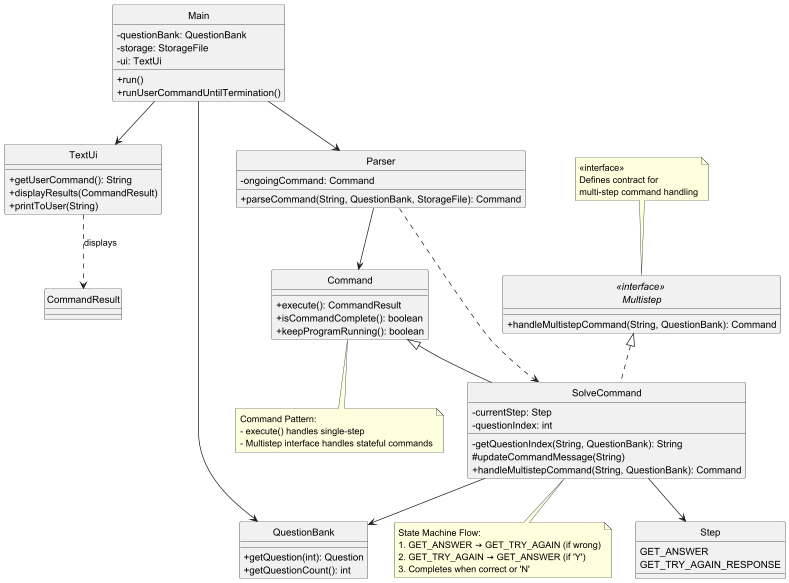 Main
-questionBank: QuestionBank
-storage: StorageFile
-ui: TextUi
+run()
+runUserCommandUntilTermination()
TextUi
+getUserCommand(): String
+displayResults(CommandResult)
+printToUser(String)
Parser
-ongoingCommand: Command
+parseCommand(String, QuestionBank, StorageFile): Command
«interface»
Defines contract for
multi-step command handling
displays
CommandResult
Command
+execute(): CommandResult
+isCommandComplete(): boolean
+keepProgramRunning(): boolean
«interface»
Multistep
+handleMultistepCommand(String, QuestionBank): Command
Command Pattern:
- execute() handles single-step
- Multistep interface handles stateful commands
SolveCommand
-currentStep: Step
-questionIndex: int
-getQuestionIndex(String, QuestionBank): String
#updateCommandMessage(String)
+handleMultistepCommand(String, QuestionBank): Command
QuestionBank
+getQuestion(int): Question
+getQuestionCount(): int
State Machine Flow:
1. GET_ANSWER → GET_TRY_AGAIN (if wrong)
2. GET_TRY_AGAIN → GET_ANSWER (if 'Y')
3. Completes when correct or 'N'
Step
GET_ANSWER
GET_TRY_AGAIN_RESPONSE